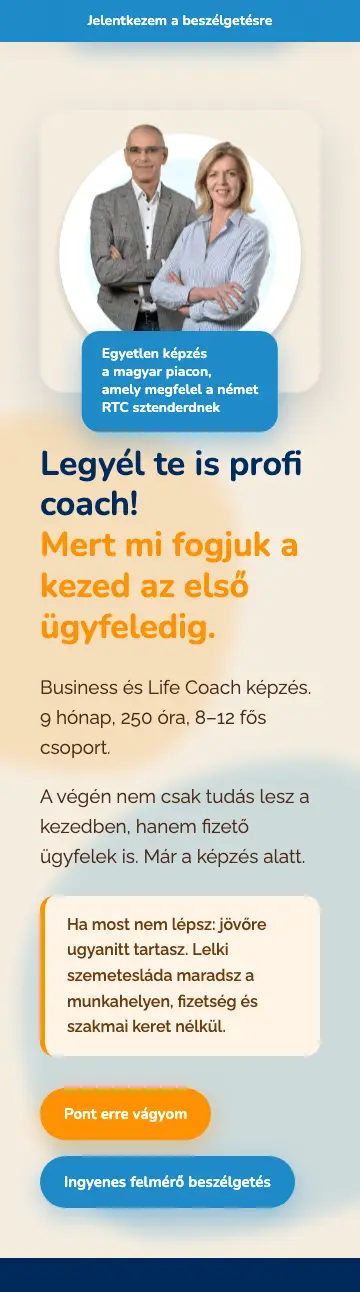 Jelentkezem a beszélgetésre
Egyetlen képzés
a magyar piacon,
amely megfelel a német
RTC sztenderdnek
Legyél te is profi
coach!
Mert mi fogjuk a
kezed az első
ügyfeledig.
Business és Life Coach képzés.
9 hónap, 250 óra, 8–12 fős
csoport.
A végén nem csak tudás lesz a
kezedben, hanem fizető
ügyfelek is. Már a képzés alatt.
Ha most nem lépsz: jövőre
ugyanitt tartasz. Lelki
szemetesláda maradsz a
munkahelyen, fizetség és
szakmai keret nélkül.
Pont erre vágyom
Ingyenes felmérő beszélgetés